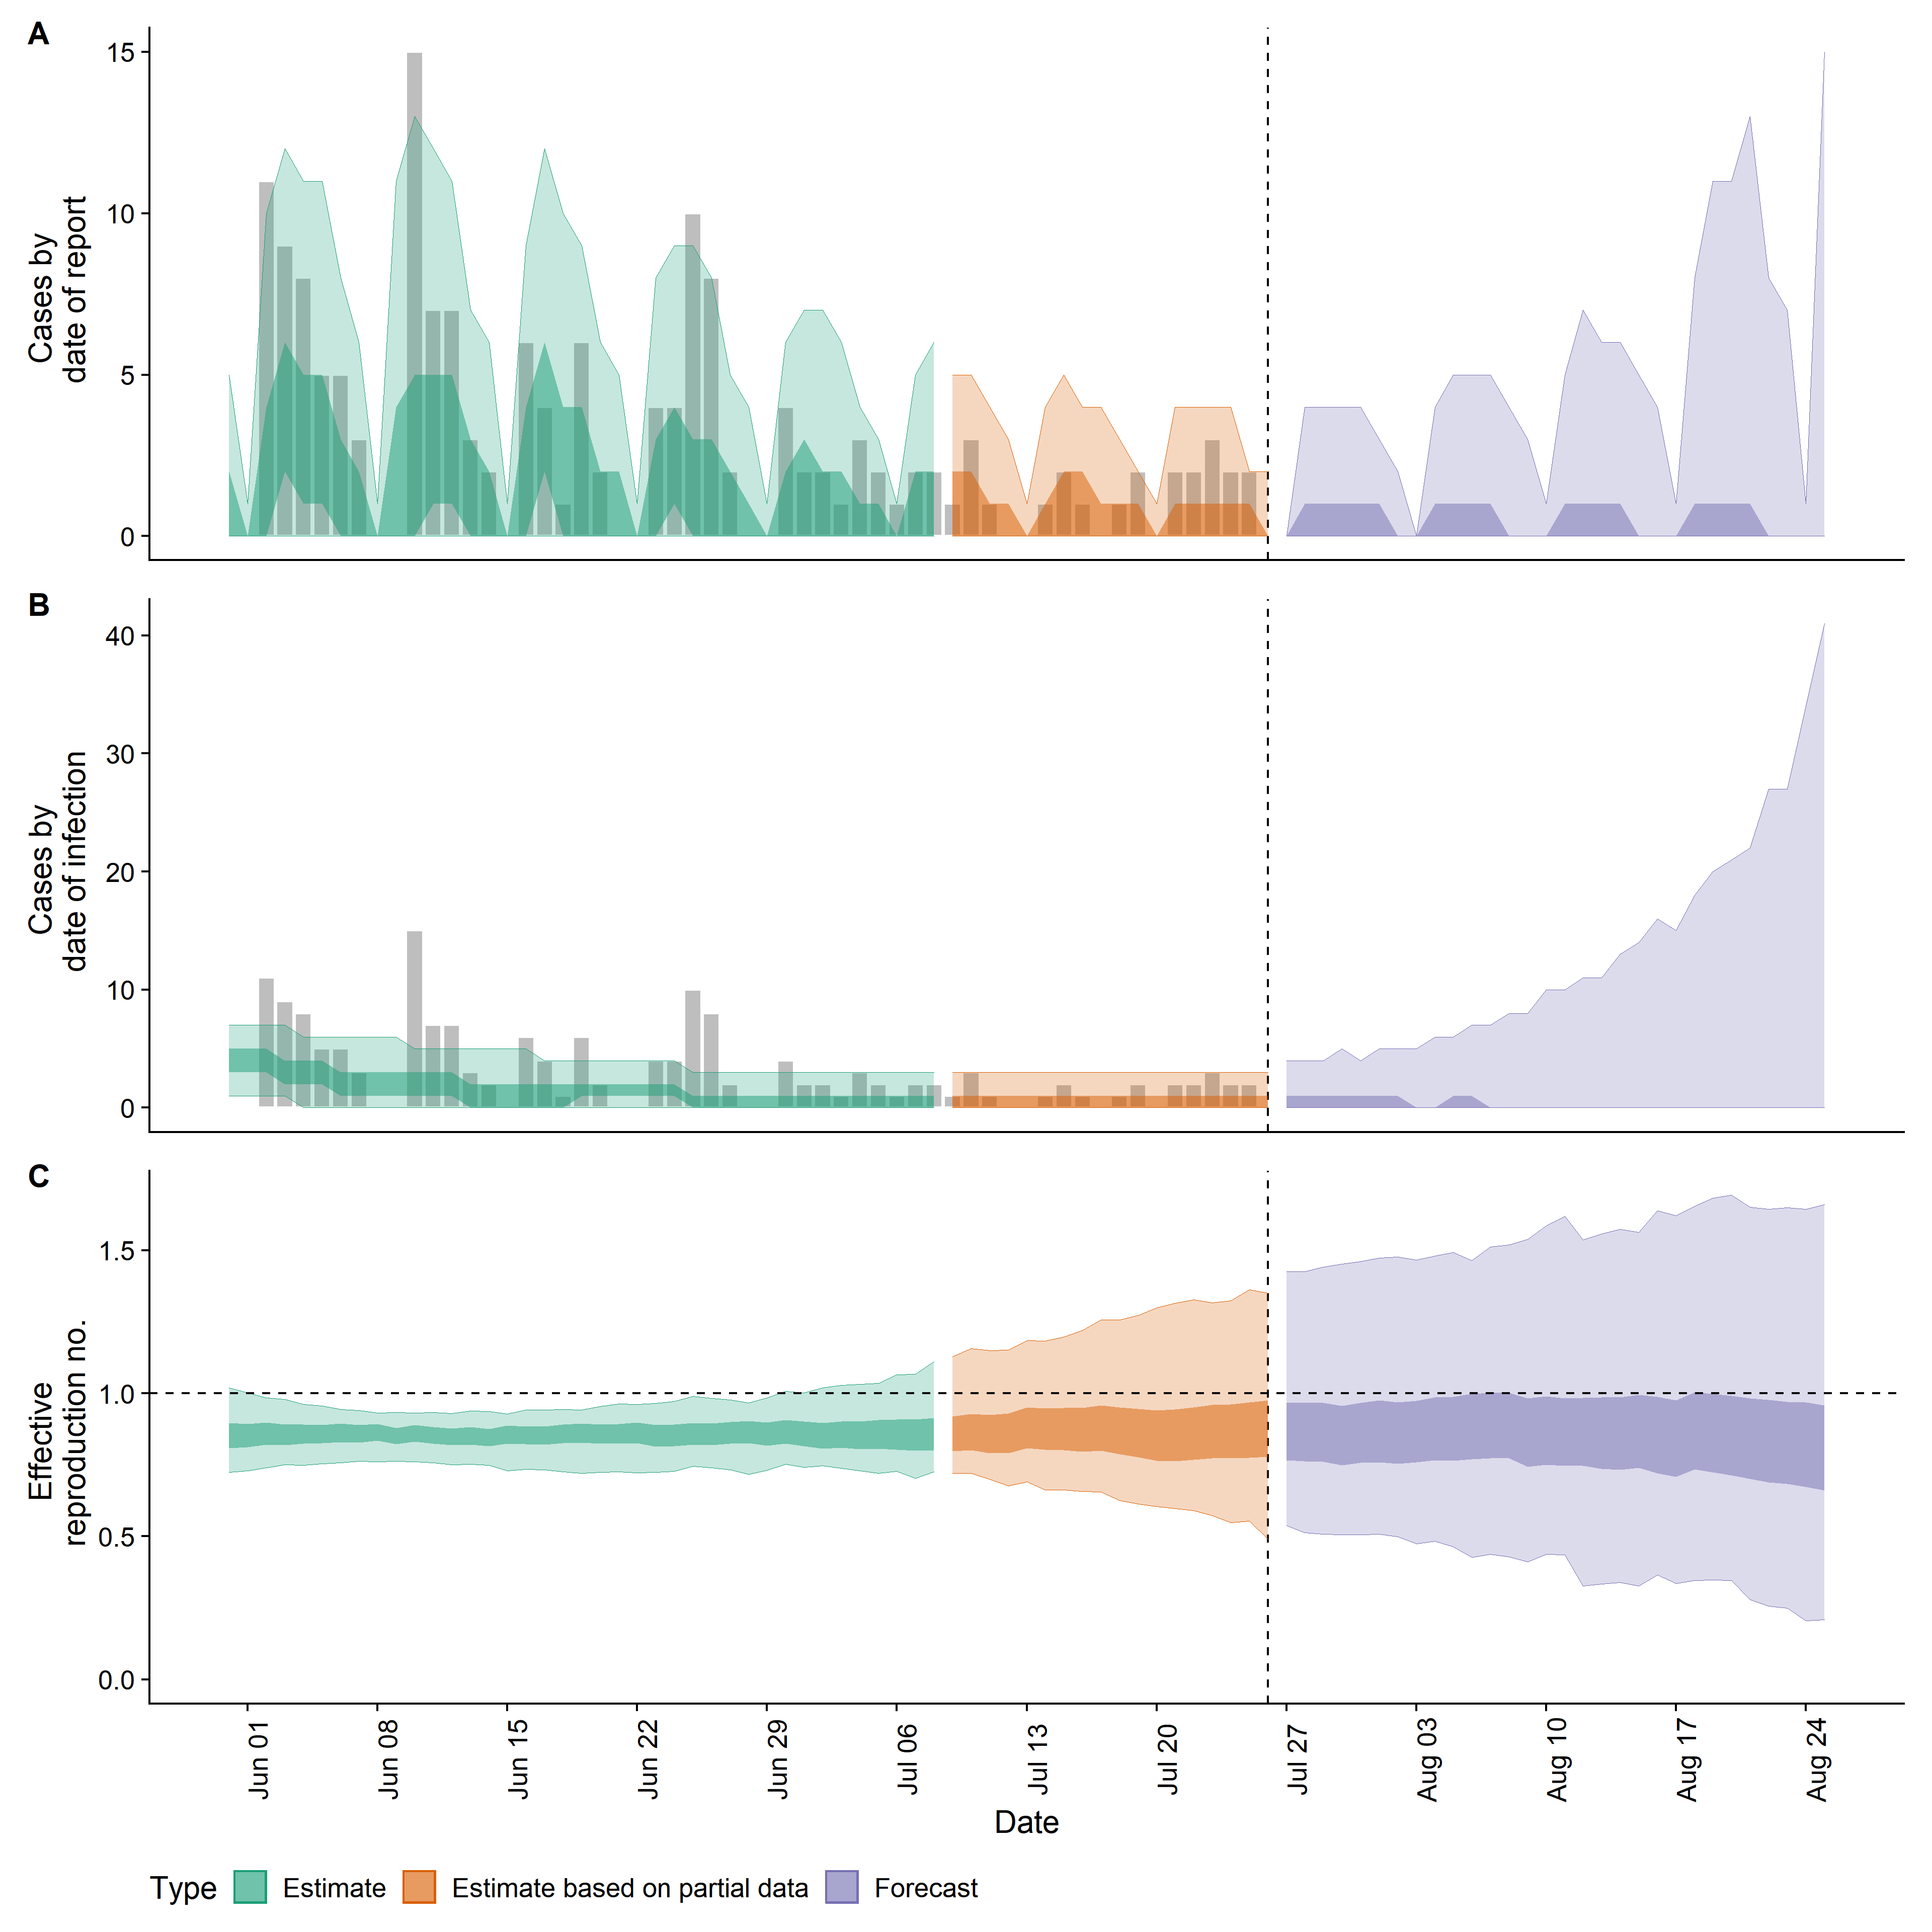 A
15
10
5
0
Cases by
date of report
B
40
30
20
10
0
Cases by
date of infection
C
1.5
1.0
0.5
0.0
Effective
reproduction no.
Jun 01
Jun 08
Jun 15
Jun 22
Jun 29
Jul 06
Jul 13
Jul 20
Jul 27
Aug 03
Aug 10
Aug 17
Aug 24
Date
Type Estimate Estimate based on partial data Forecast